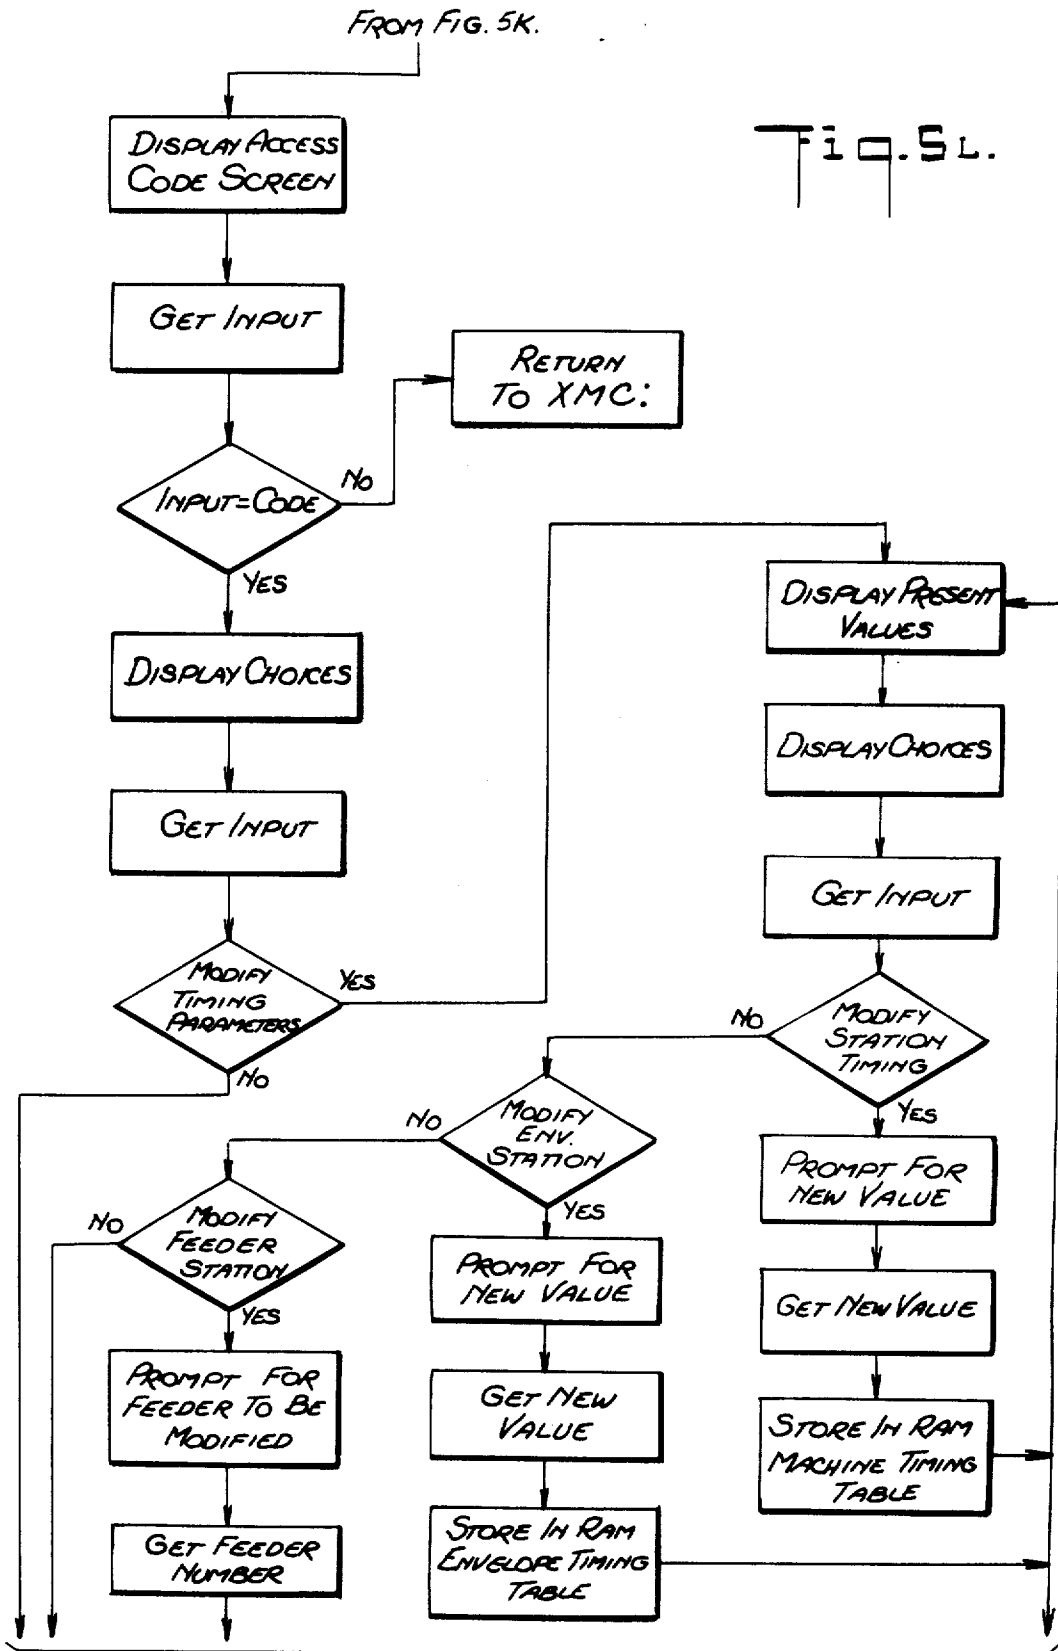 FROM FIG. 5K.
Fig. 5L.
DISPLAY ACCESS
CODE SCREEN
GET INPUT
RETURN
TO XMC:
INPUT=CODE
NO
YES
DISPLAY CHOICES
GET INPUT
MODIFY
TIMING
PARAMETERS
YES
NO
DISPLAY PRESENT
VALUES
DISPLAY CHOICES
GET INPUT
MODIFY
STATION
TIMING
NO
YES
PROMPT FOR
NEW VALUE
GET NEW VALUE
STORE IN RAM
MACHINE TIMING
TABLE
MODIFY
ENV.
STATION
NO
YES
PROMPT FOR
NEW VALUE
GET NEW
VALUE
STORE IN RAM
ENVELOPE TIMING
TABLE
MODIFY
FEEDER
STATION
NO
YES
PROMPT FOR
FEEDER TO BE
MODIFIED
GET FEEDER
NUMBER